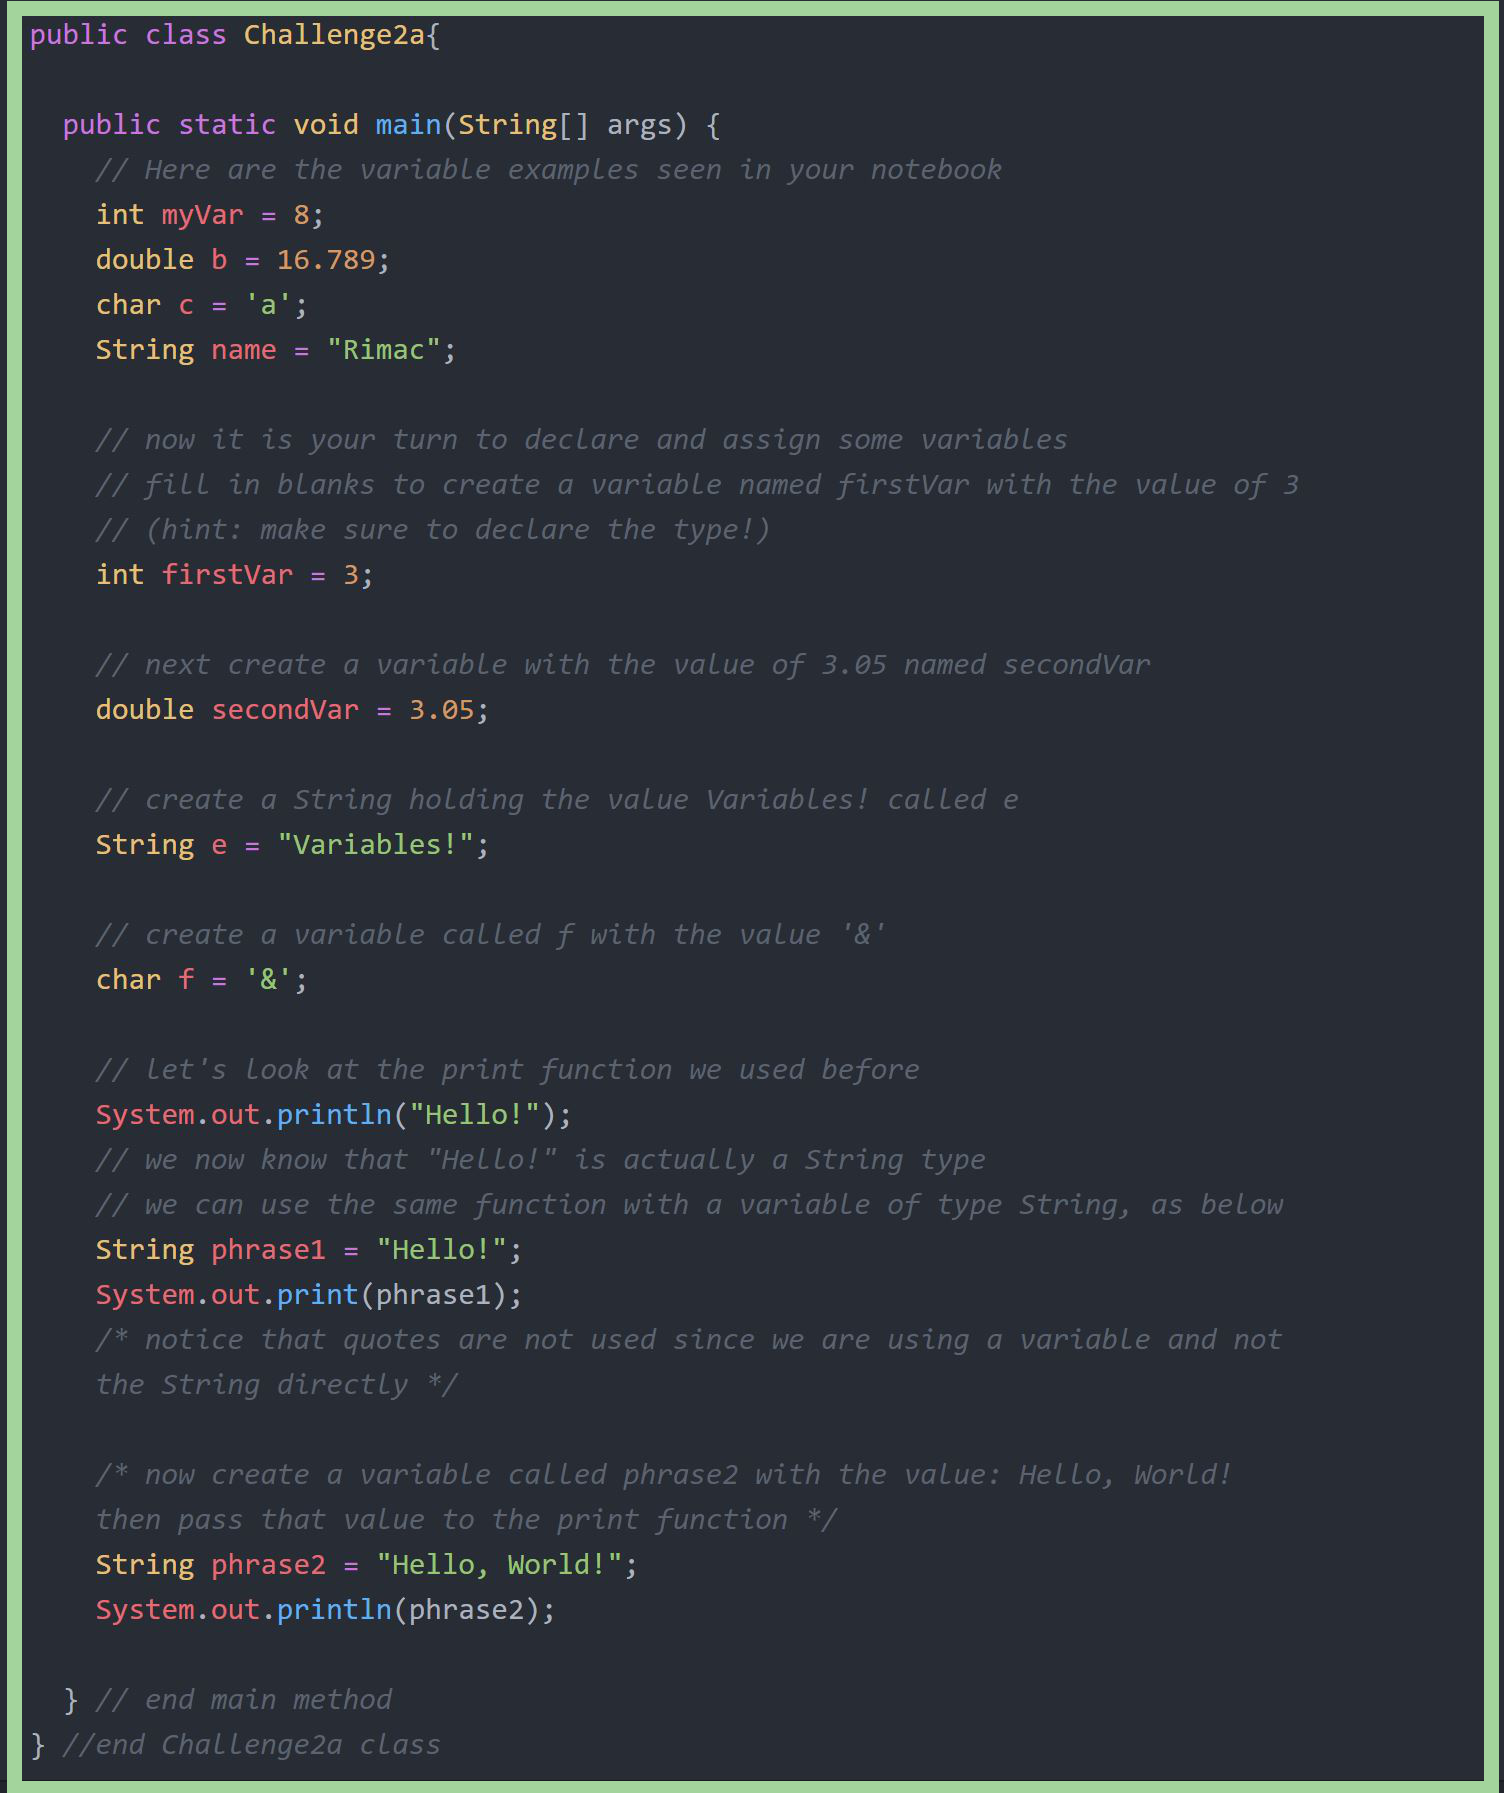 public class Challenge2a{
public static void main(String[] args) {
// Here are the variable examples seen in your notebook
int myVar = 8;
double b = 16.789;
char c = 'a';
String name = "Rimac";
// now it is your turn to declare and assign some variables
// fill in blanks to create a variable named firstVar with the value of 3
// (hint: make sure to declare the type!)
int firstVar = 3;
// next create a variable with the value of 3.05 named secondVar
double secondVar = 3.05;
// create a String holding the value Variables! called e
String e = "Variables!";
// create a variable called f with the value '&'
char f = '&';
// let's look at the print function we used before
System.out.println("Hello!");
// we now know that "Hello!" is actually a String type
// we can use the same function with a variable of type String, as below
String phrase1 = "Hello!";
System.out.print(phrase1);
/* notice that quotes are not used since we are using a variable and not
the String directly */
/* now create a variable called phrase2 with the value: Hello, World!
then pass that value to the print function */
String phrase2 = "Hello, World!";
System.out.println(phrase2);
} // end main method
} //end Challenge2a class